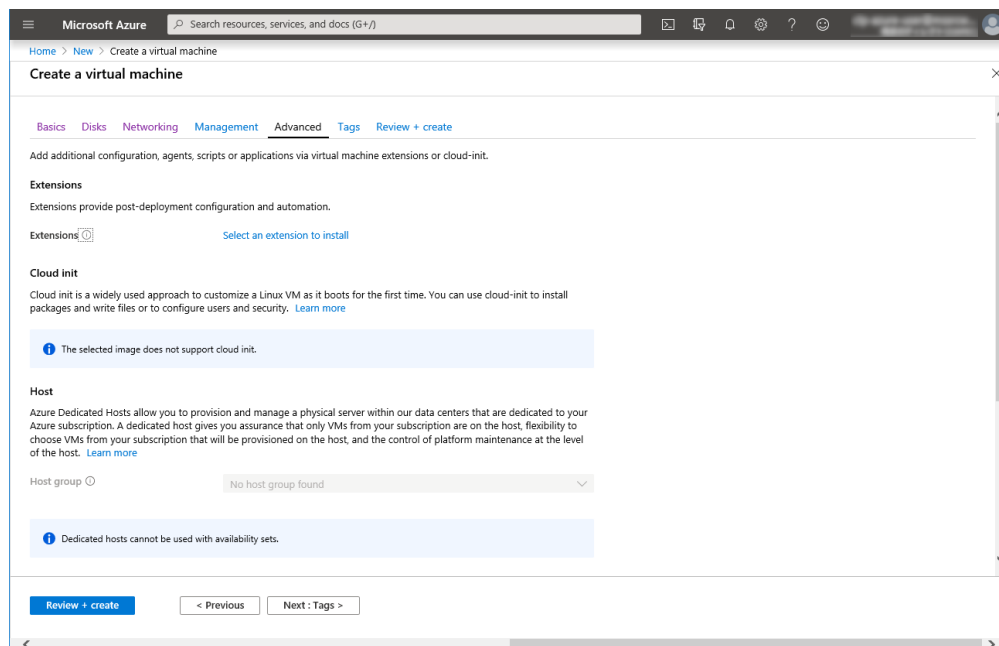 Microsoft Azure
Search resources, services, and docs (G+/)
Home > New > Create a virtual machine
Create a virtual machine
Basics Disks Networking Management Advanced Tags Review + create
Add additional configuration, agents, scripts or applications via virtual machine extensions or cloud-init.
Extensions
Extensions provide post-deployment configuration and automation.
Extensions Select an extension to install
Cloud init
Cloud init is a widely used approach to customize a Linux VM as it boots for the first time. You can use cloud-init to install
packages and write files or to configure users and security. Learn more
The selected image does not support cloud init.
Host
Azure Dedicated Hosts allow you to provision and manage a physical server within our data centers that are dedicated to your
Azure subscription. A dedicated host gives you assurance that only VMs from your subscription are on the host, flexibility to
choose VMs from your subscription that will be provisioned on the host, and the control of platform maintenance at the level
of the host. Learn more
Host group No host group found
Dedicated hosts cannot be used with availability sets.
Review + create < Previous Next : Tags >